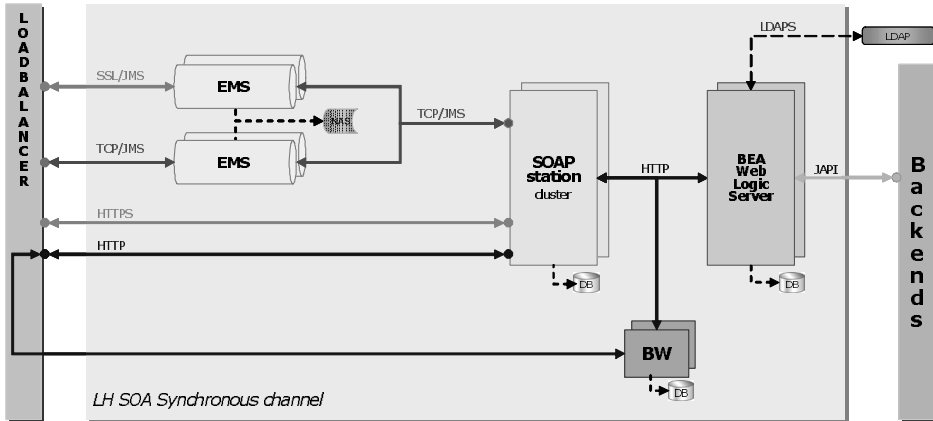 LOADBALANCER
LDAPS
LDAP
SSL/JMS
EMS
NAS
TCP/JMS
TCP/JMS
EMS
SOAP
station
cluster
HTTP
BEA
Web
Logic
Server
JAPI
Backends
HTTPS
HTTP
DB
DB
BW
DB
LH SOA Synchronous channel